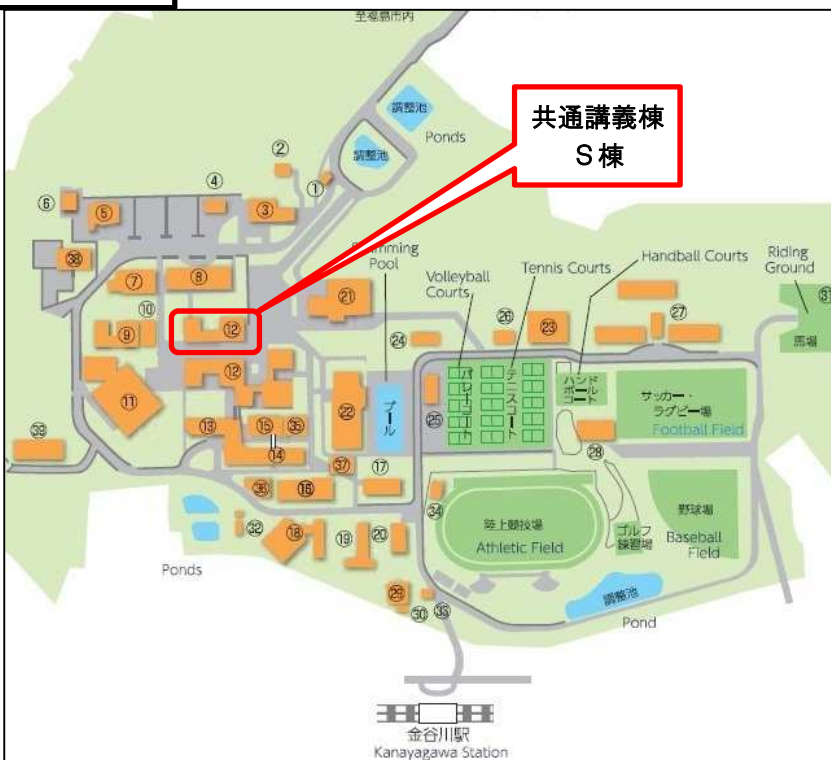 至福島市内
調整池
Ponds
調整池
共通講義棟
S棟
②
①
④
③
⑥
⑤
㊳
⑦
⑧
⑩
⑨
⑫
⑫
⑪
㊴
⑬
⑮
㉟
⑭
㊱
⑯
㊲
⑰
㉒
㉑
Swimming
Pool
プール
Volleyball
Courts
バレーコート
Tennis Courts
テニスコート
Handball Courts
ハンド
ボール
コート
Riding
Ground
馬場
㉔
㉖
㉓
㉗
㉕
サッカー・
ラグビー場
Football Field
㉘
㉞
陸上競技場
Athletic Field
ゴルフ
練習場
野球場
Baseball
Field
㉜
⑱
⑲
⑳
Ponds
㉙
㉚
㉝
調整池
Pond
金谷川駅
Kanayagawa Station